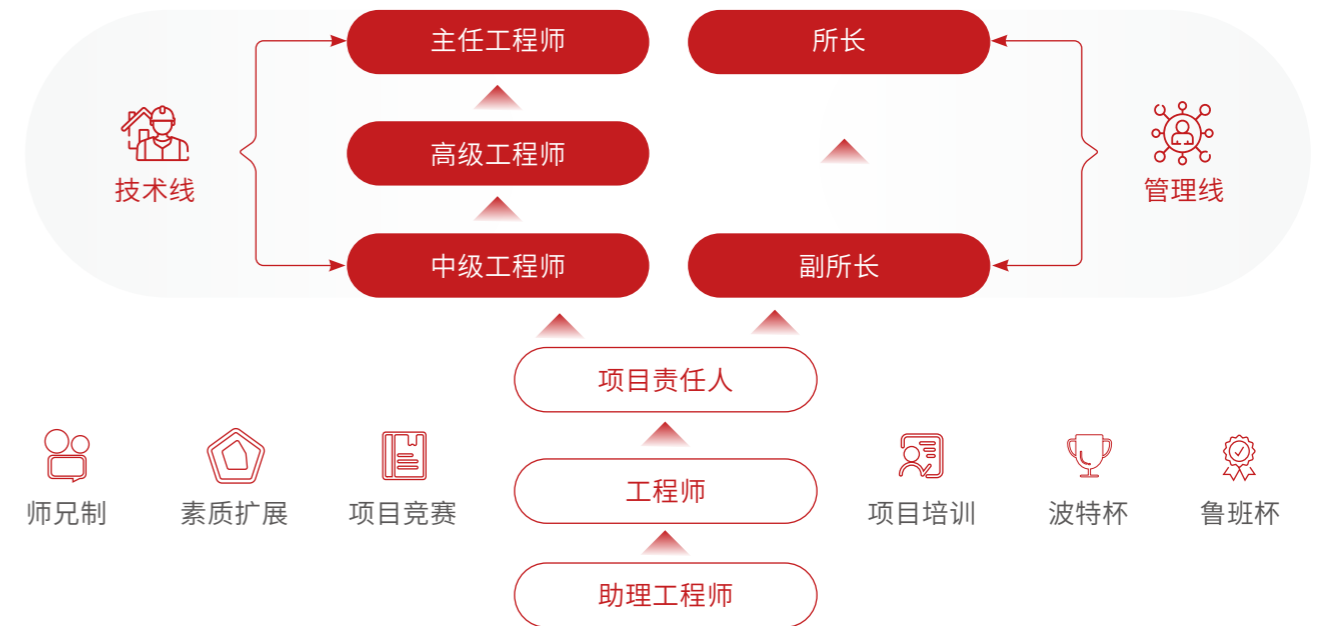 主任工程师
所长
高级工程师
技术线
管理线
中级工程师
副所长
项目责任人
工程师
师兄制
素质扩展
项目竞赛
项目培训
波特杯
鲁班杯
助理工程师